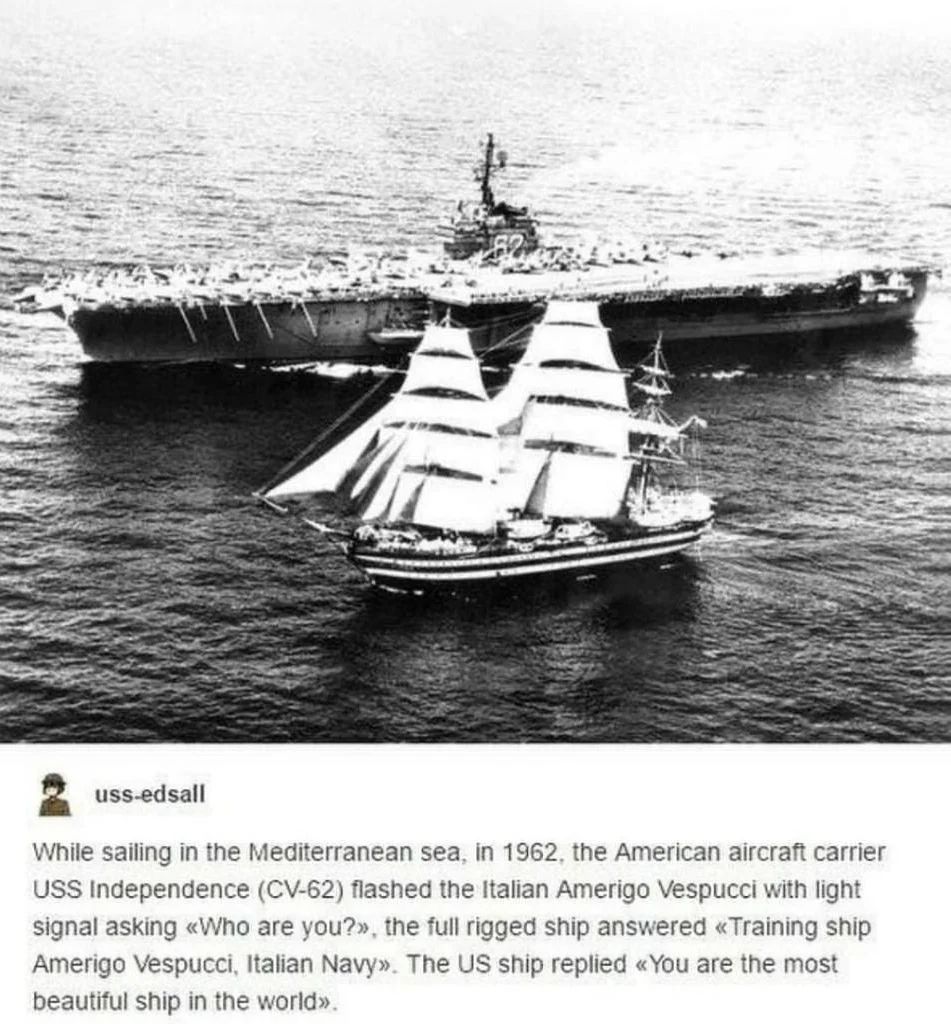 62
uss-edsall
While sailing in the Mediterranean sea, in 1962, the American aircraft carrier
USS Independence (CV-62) flashed the Italian Amerigo Vespucci with light
signal asking «Who are you?», the full rigged ship answered «Training ship
Amerigo Vespucci, Italian Navy». The US ship replied «You are the most
beautiful ship in the world».